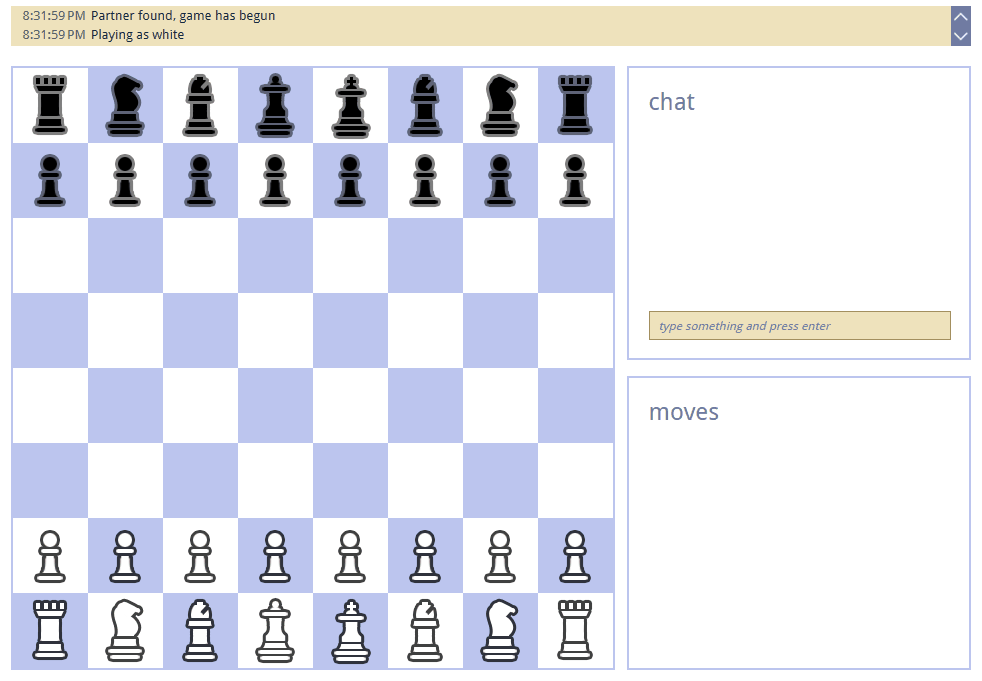 8:31:59 PM Partner found, game has begun
8:31:59 PM Playing as white
chat
type something and press enter
moves